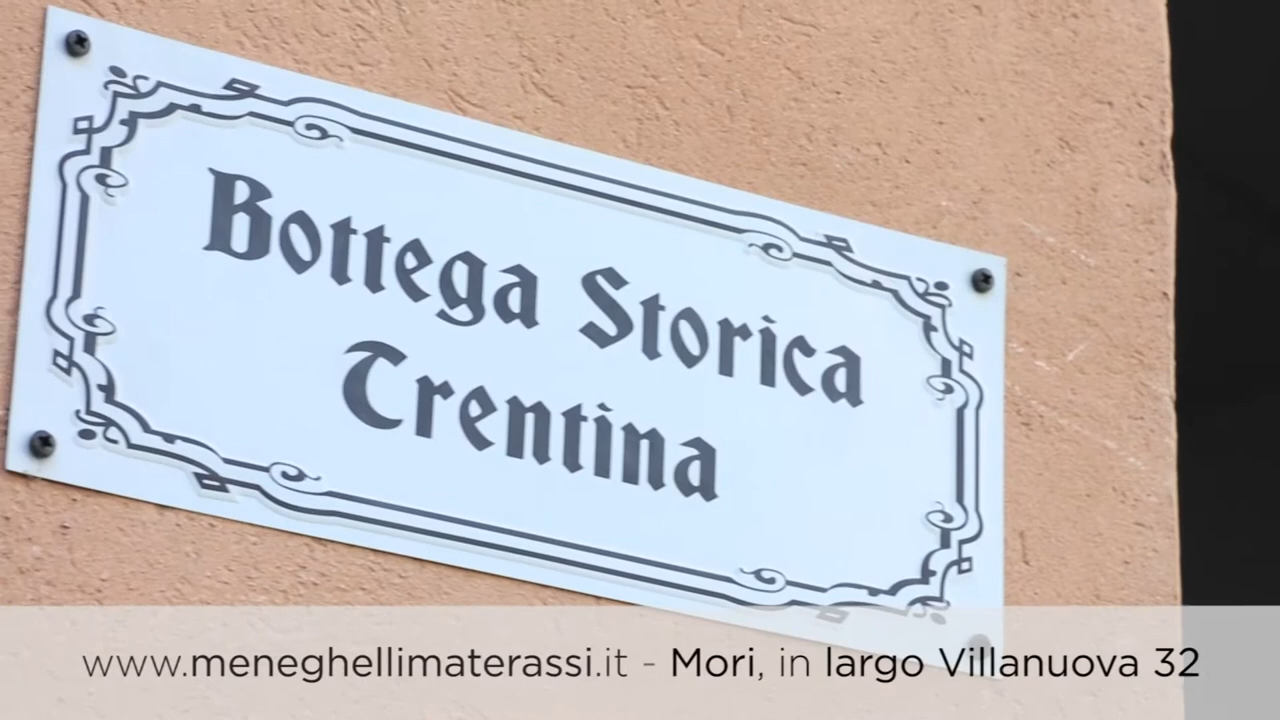 Bottega Storica
Trentina
www.meneghellimaterassi.it - Mori, in largo Villanuova 32